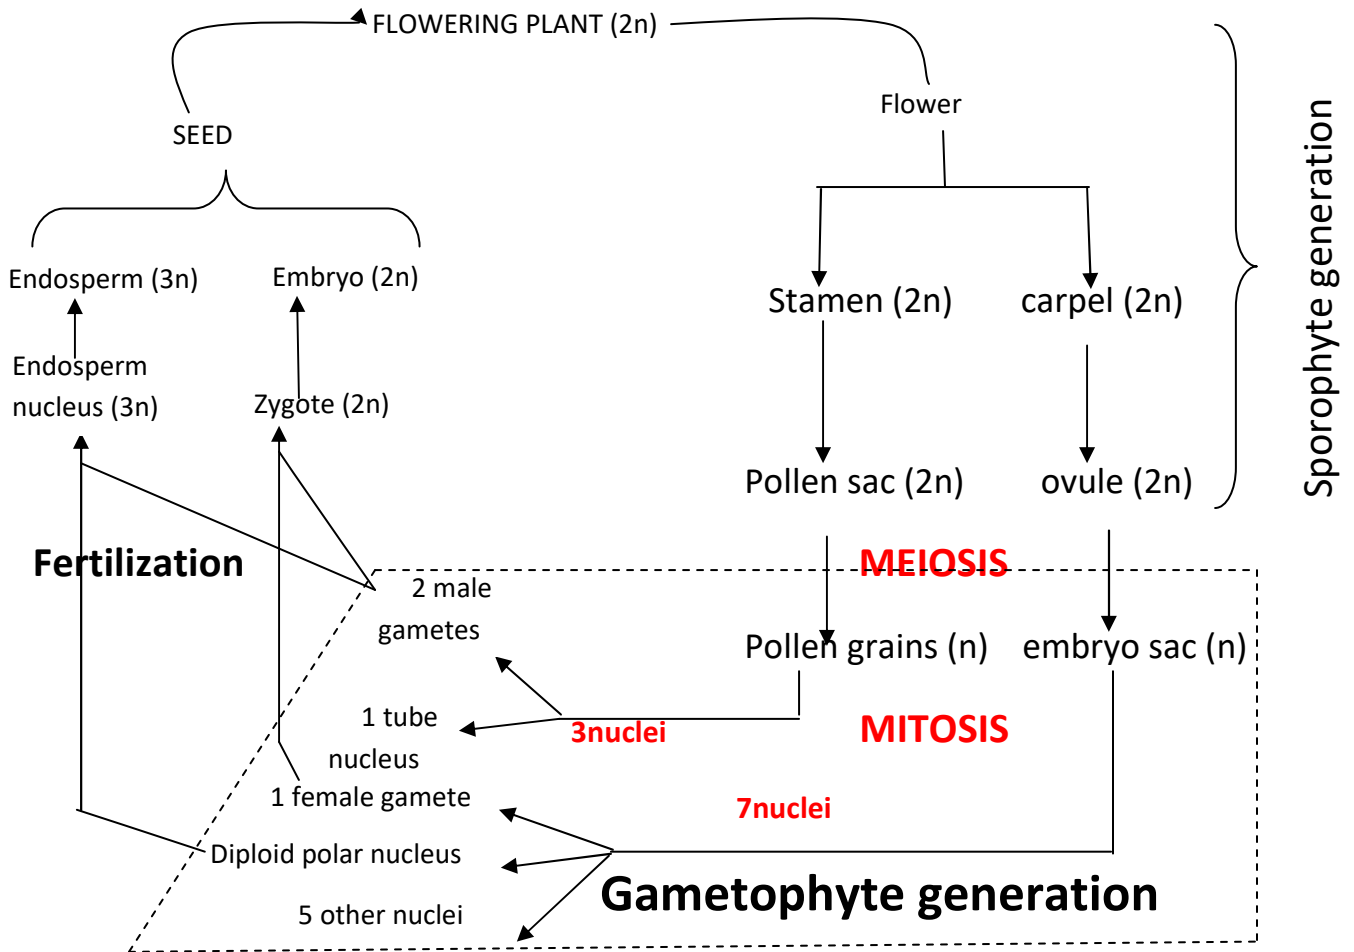 FLOWERING PLANT (2n)
Flower
SEED
Endosperm (3n)
Embryo (2n)
Stamen (2n)
carpel (2n)
Sporophyte generation
Endosperm
nucleus (3n)
Zygote (2n)
Pollen sac (2n)
ovule (2n)
Fertilization
MEIOSIS
2 male
gametes
Pollen grains (n)
embryo sac (n)
1 tube
nucleus
3nuclei
MITOSIS
1 female gamete
7nuclei
Diploid polar nucleus
Gametophyte generation
5 other nuclei